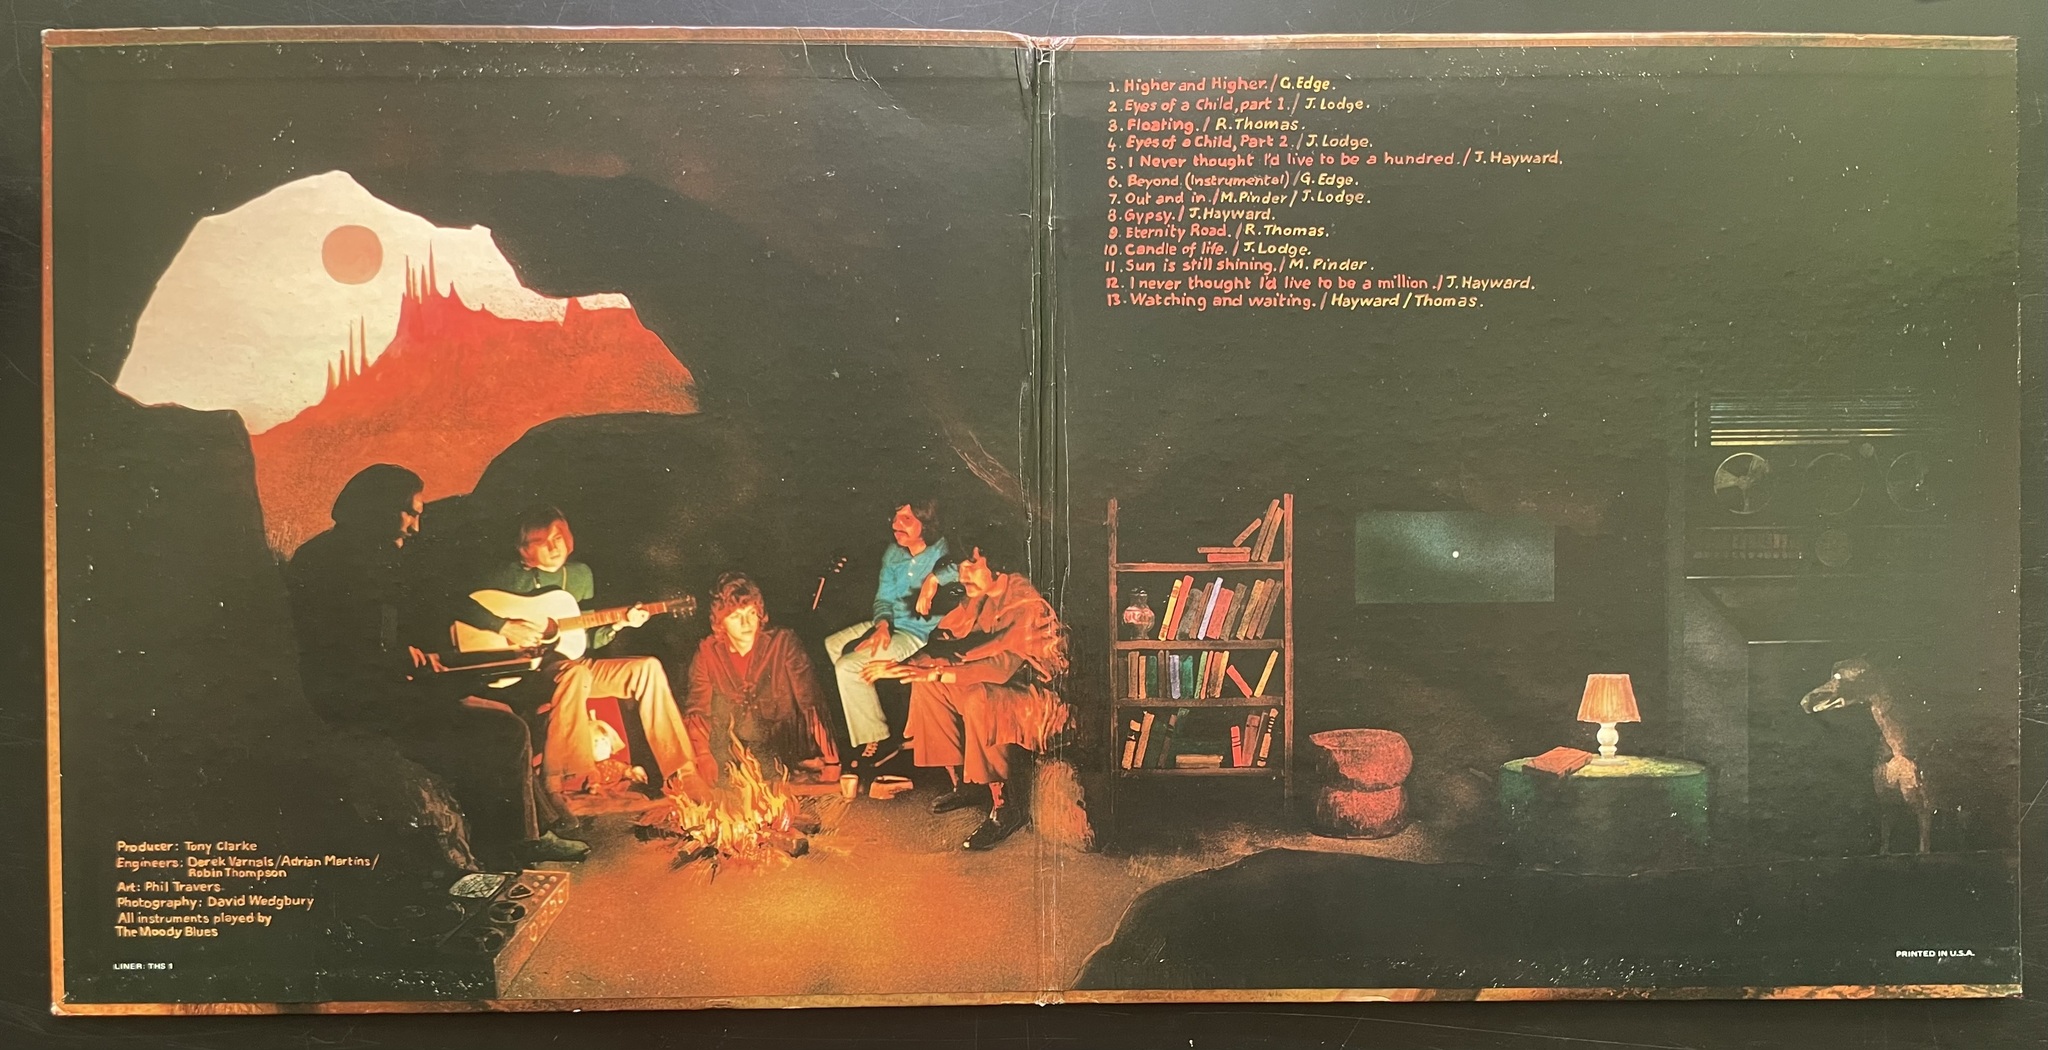 1. Higher and Higher. / G. Edge.
2. Eyes of a Child, part 1. / J. Lodge.
3. Floating. / R. Thomas.
4. Eyes of a Child, Part 2. / J. Lodge.
5. I Never thought I'd live to be a hundred. / J. Hayward.
6. Beyond. (Instrumental) / G. Edge.
7. Out and in. / M. Pinder / J. Lodge.
8. Gypsy. / J. Hayward.
9. Eternity Road. / R. Thomas.
10. Candle of life. / J. Lodge.
11. Sun is still shining. / M. Pinder.
12. I never thought I'd live to be a million. / J. Hayward.
13. Watching and waiting. / Hayward / Thomas.
Producer: Tony Clarke
Engineers: Derek Varnals / Adrian Martins /
Robin Thompson
Art: Phil Travers
Photography: David Wedgbury
All instruments played by
The Moody Blues
LINER: THS 1
PRINTED IN U.S.A.